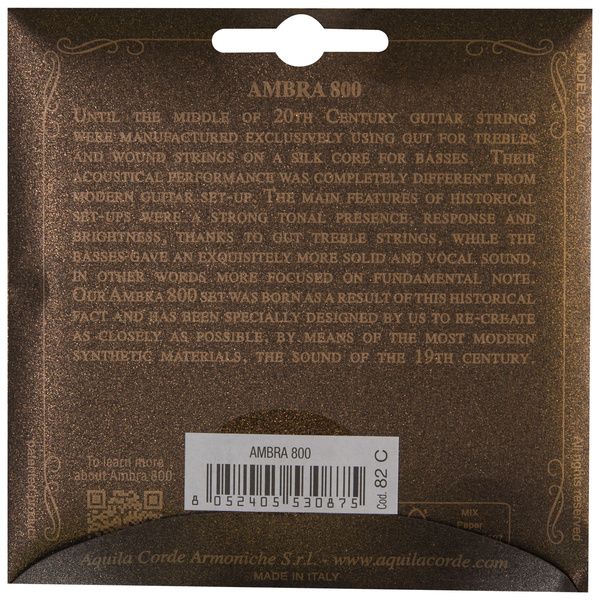 AMBRA 800
UNTIL THE MIDDLE OF 20TH CENTURY GUITAR STRINGS
WERE MANUFACTURED EXCLUSIVELY USING GUT FOR TREBLES
AND WOUND STRINGS ON A SILK CORE FOR BASSES. THEIR
ACOUSTICAL PERFORMANCE WAS COMPLETELY DIFFERENT FROM
MODERN GUITAR SET-UP. THE MAIN FEATURES OF HISTORICAL
SET-UPS WERE A STRONG TONAL PRESENCE, RESPONSE AND
BRIGHTNESS, THANKS TO GUT TREBLE STRINGS, WHILE THE
BASSES GAVE AN EXQUISITELY MORE SOLID AND VOCAL SOUND,
IN OTHER WORDS MORE FOCUSED ON FUNDAMENTAL NOTE.
OUR AMBRA 800 SET WAS BORN AS A RESULT OF THIS HISTORICAL
FACT AND HAS BEEN SPECIALLY DESIGNED BY US TO RE-CREATE
AS CLOSELY AS POSSIBLE, BY MEANS OF THE MOST MODERN
SYNTHETIC MATERIALS, THE SOUND OF THE 19TH CENTURY.
MODEL 227C
To learn more
about Ambra 800:
AMBRA 800
8 052405 530875
Cod. 82 C
MIX
Paper
All rights
reserved
Aquila Corde Armoniche S.r.l. - www.aquilacorde.com
MADE IN ITALY